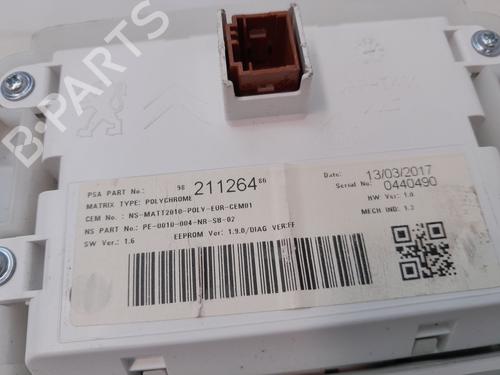 B-PARTS
PSA PART No.: 98 211264 80
MATRIX TYPE: POLYCHROME
CEM No.: NS-MATT2010-POLY-EUR-CEM01
NS PART No.: PE-0010-004-NR-SB-02
SW Ver.: 1.6 EEPROM Ver: 1.9.0/DIAG VER:FF
Date: 13/03/2017
Serial No: 0440490
HW Ver.: 1.0
MECH IND: 1.2